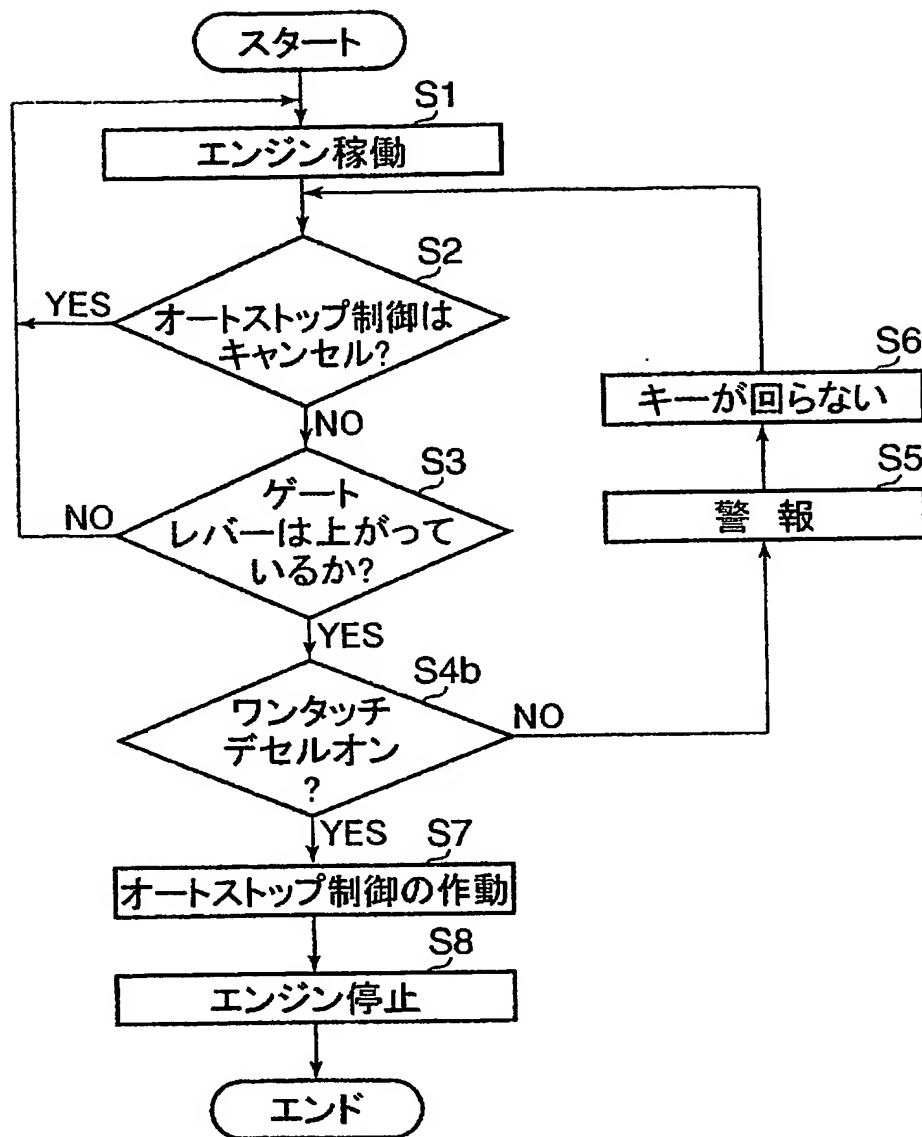 スタート
S1
エンジン稼働
S2
YES
オートストップ制御は
キャンセル?
NO
S3
NO
ゲート
レバーは上がって
いるか?
YES
S4b
ワンタッチ
デセルオン
?
NO
S5
警 報
S6
キーが回らない
YES
S7
オートストップ制御の作動
S8
エンジン停止
エンド